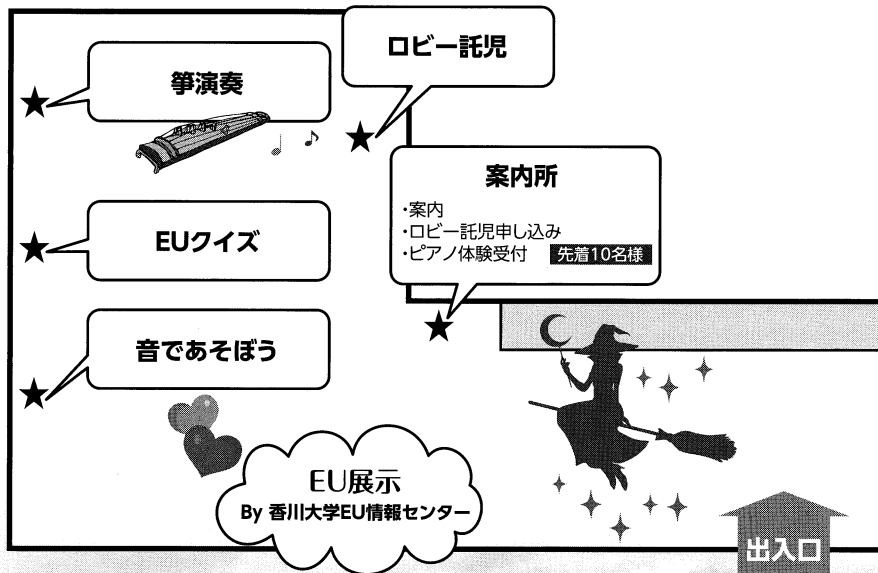 ロビー託児
箏演奏
案内所
・案内
・ロビー託児申し込み
・ピアノ体験受付 先着10名様
EUクイズ
音であそぼう
EU展示
By 香川大学EU情報センター
出入口